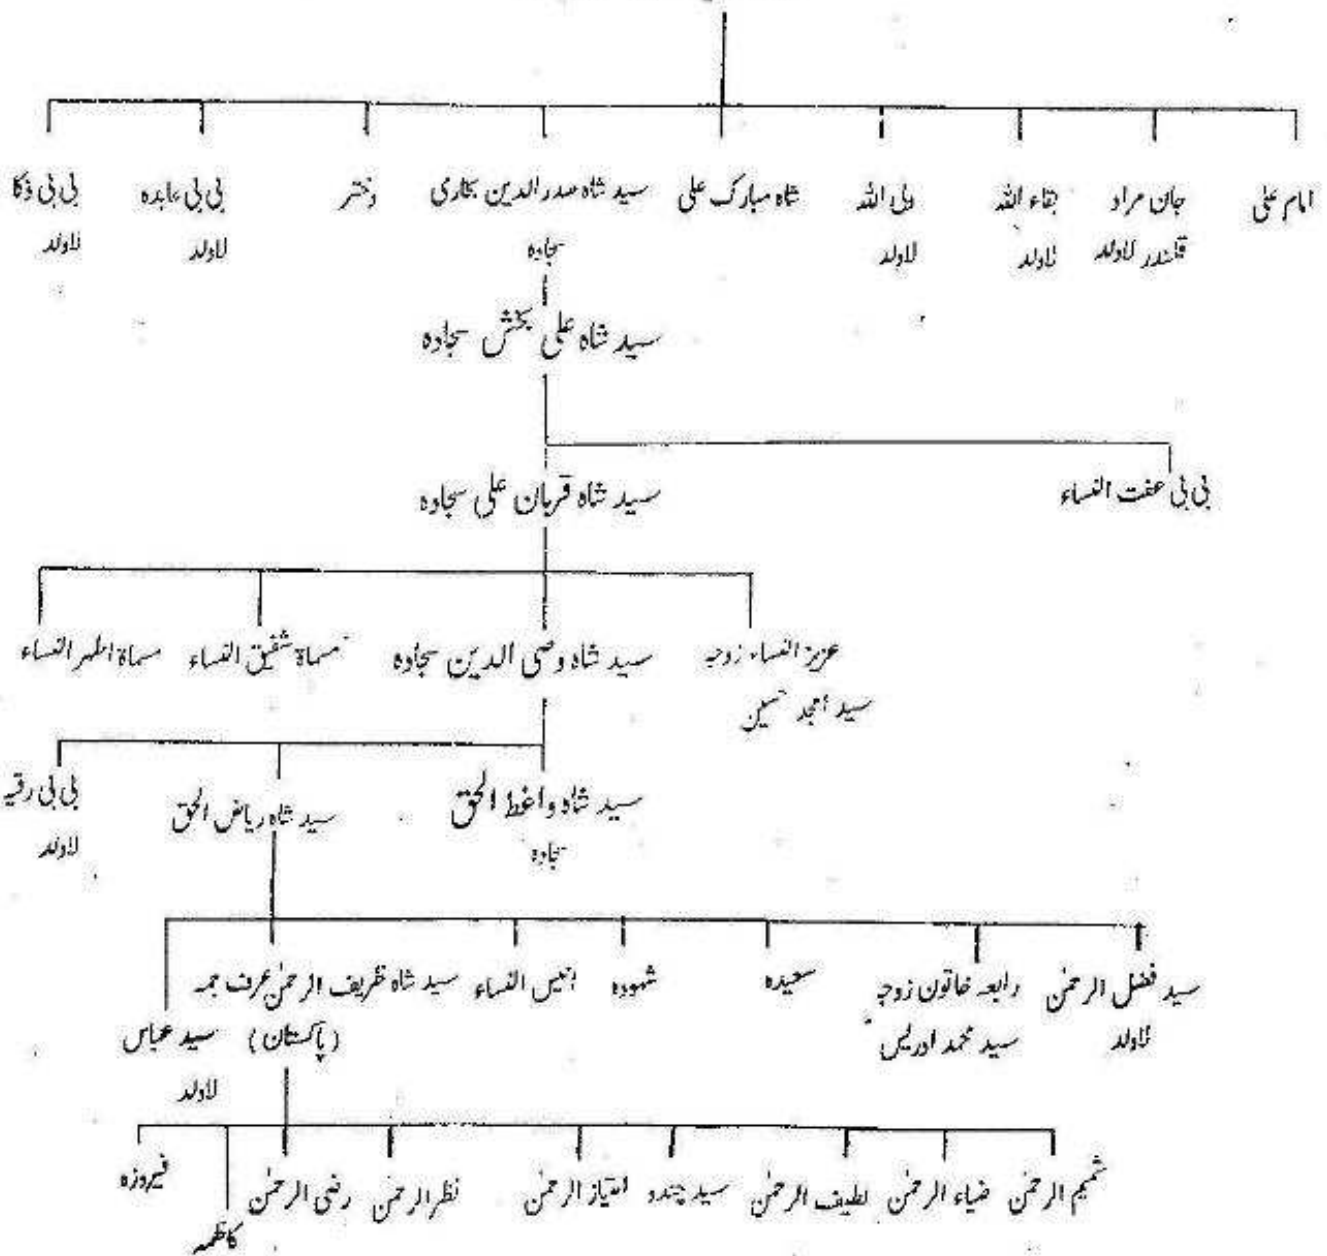 امام علی
جان مراد
قلندر لاولد
بقاء اللہ
لاولد
ولی اللہ
لاولد
شاہ مبارک علی
سید شاہ صدر الدین بخاری
سجادہ
دختر
بی بی عابدہ
لاولد
بی بی ذکا
لاولد
سید شاہ علی بخش سجادہ
بی بی عفت النساء
سید شاہ قربان علی سجادہ
عزیز النساء زوجہ
سید امجد حسین
سید شاہ وصی الدین سجادہ
مسماۃ شفیق النساء
مسماۃ اطہر النساء
سید شاہ واعظ الحق
سجادہ
سید شاہ ریاض الحق
بی بی رقیہ
لاولد
سید فضل الرحمٰن
لاولد
رابعہ خاتون زوجہ
سید محمد ادریس
سعیدہ
شہودہ
انیس النساء
سید شاہ ظریف الرحمٰن عرف جمہ
(پاکستان)
سید عباس
لاولد
شمیم الرحمٰن
ضیاء الرحمٰن
لطیف الرحمٰن
سید چندہ
امتیاز الرحمٰن
نظر الرحمٰن
رضی الرحمٰن
کاظمہ
فیروزہ